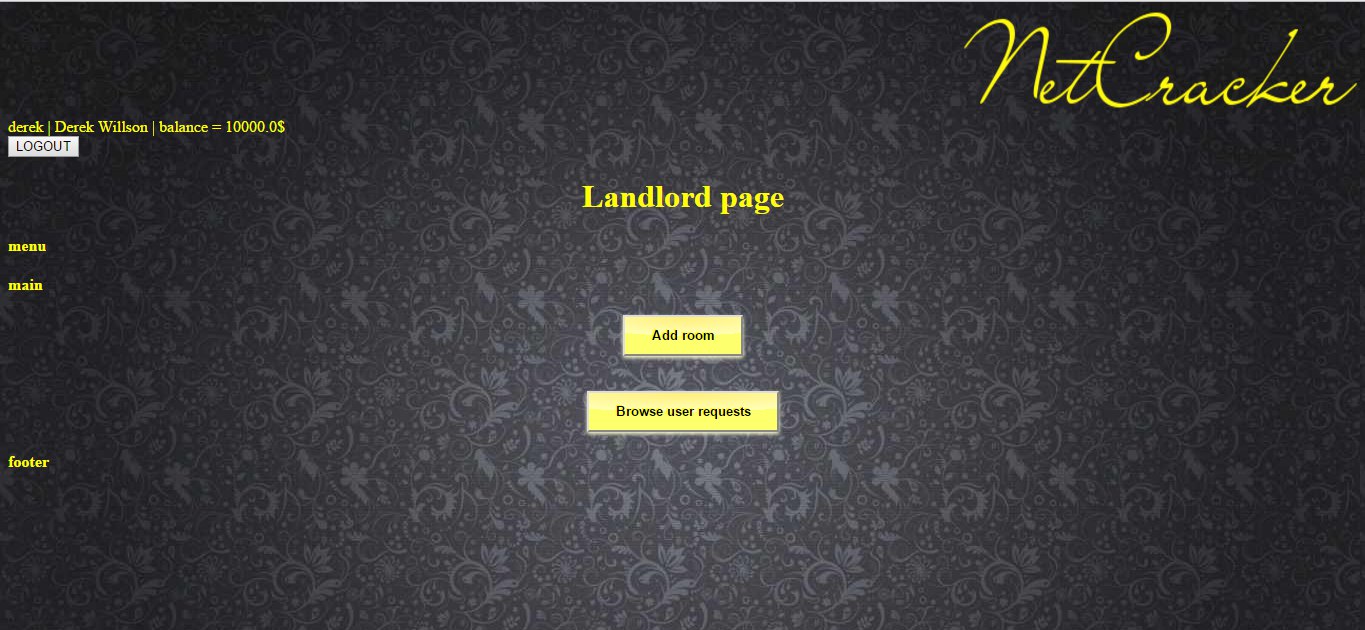 NetCracker
derek | Derek Willson | balance = 10000.0$
LOGOUT
Landlord page
menu
main
Add room
Browse user requests
footer